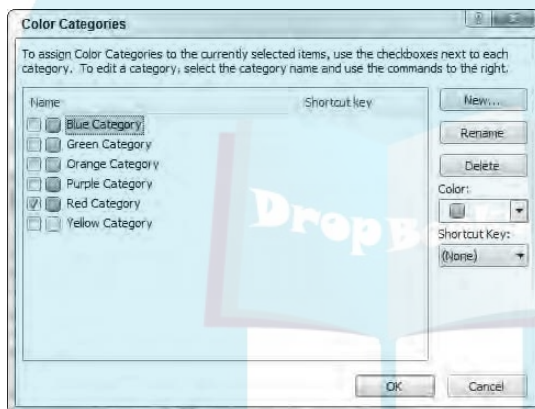 Color Categories
To assign Color Categories to the currently selected items, use the checkboxes next to each
category. To edit a category, select the category name and use the commands to the right.
Name Shortcut key
Blue Category
Green Category
Orange Category
Purple Category
Red Category
Yellow Category
New...
Rename
Delete
Color:
Shortcut Key:
(None)
OK Cancel